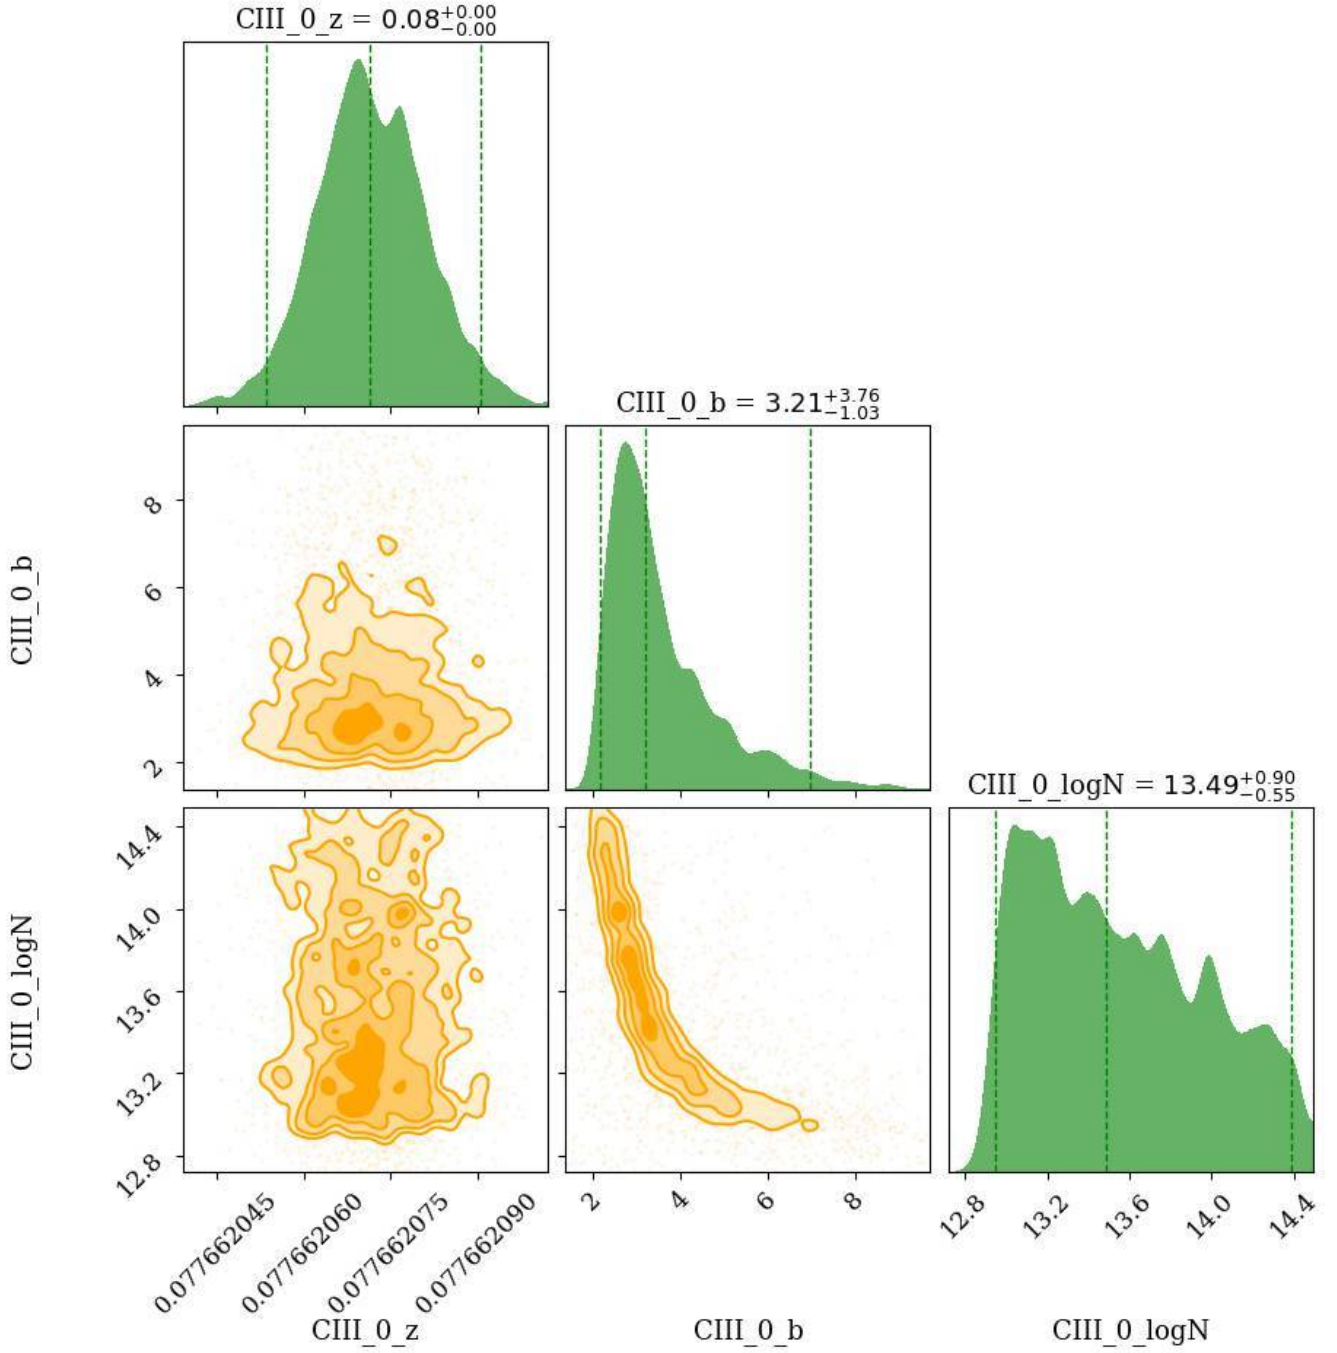 CIII_0_z = 0.08+0.00 −0.00
CIII_0_b = 3.21+3.76 −1.03
CIII_0_b
8
6
4
2
CIII_0_logN = 13.49+0.90 −0.55
CIII_0_logN
14.4
14.0
13.6
13.2
12.8
0.077662045 0.077662060 0.077662075 0.077662090
2 4 6 8
12.8 13.2 13.6 14.0 14.4
CIII_0_z CIII_0_b CIII_0_logN